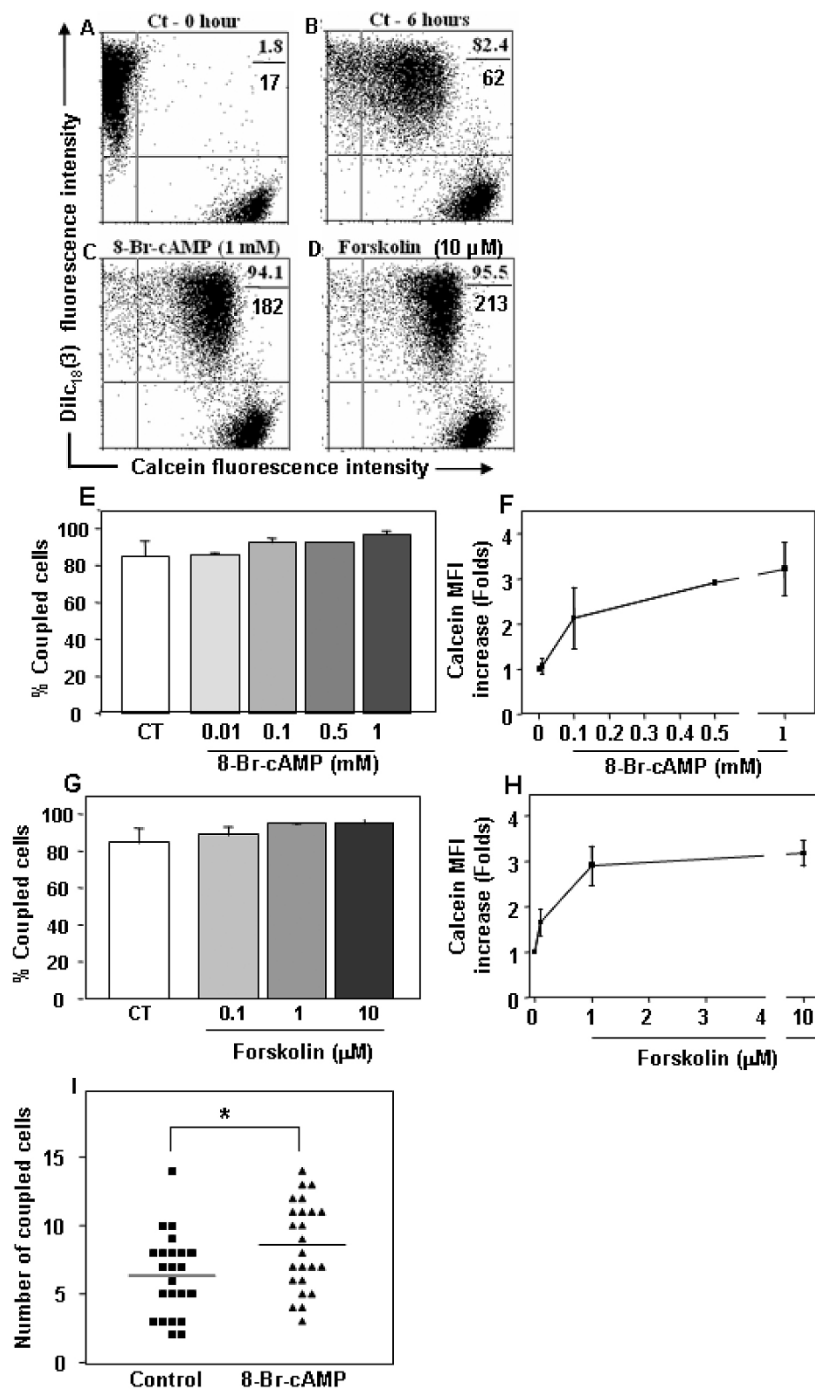 A Ct - 0 hour
1.8
17
B Ct - 6 hours
82.4
62
C 8-Br-cAMP (1 mM)
94.1
182
D Forskolin (10 µM)
95.5
213
DiIc18(3) fluorescence intensity
Calcein fluorescence intensity
E
% Coupled cells
100
80
60
40
20
0
CT 0.01 0.1 0.5 1
8-Br-cAMP (mM)
F
Calcein MFI
increase (Folds)
4
3
2
1
0
0 0.1 0.2 0.3 0.4 0.5 1
8-Br-cAMP (mM)
G
% Coupled cells
100
80
60
40
20
0
CT 0.1 1 10
Forskolin (µM)
H
Calcein MFI
increase (Folds)
4
3
2
1
0
0 1 2 3 4 10
Forskolin (µM)
I
Number of coupled cells
*
15
10
5
0
Control 8-Br-cAMP